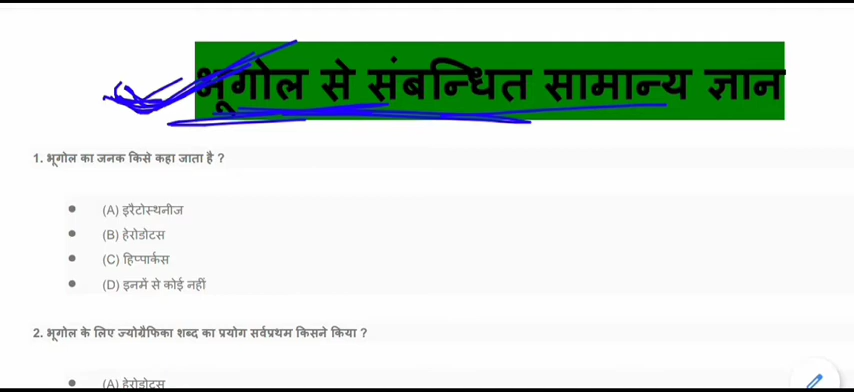 भूगोल से संबन्धित सामान्य ज्ञान
1. भूगोल का जनक किसे कहा जाता है ?
(A) इरैटोस्थनीज
(B) हेरोडोटस
(C) हिप्पार्कस
(D) इनमें से कोई नहीं
2. भूगोल के लिए ज्योग्रैफिका शब्द का प्रयोग सर्वप्रथम किसने किया ?
(A) हेरोडोटस